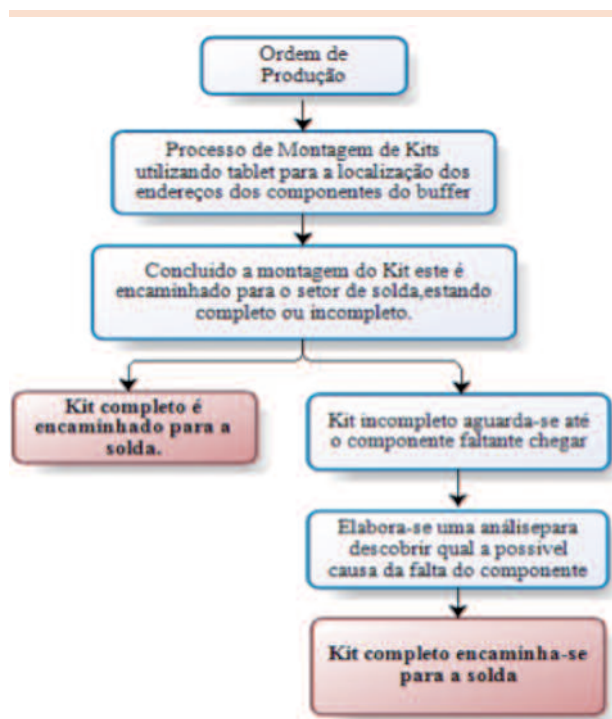 Ordem de
Produção
Processo de Montagem de Kits
utilizando tablet para a localização dos
endereços dos componentes do buffer
Concluido a montagem do Kit este é
encaminhado para o setor de solda,estando
completo ou incompleto.
Kit completo é
encaminhado para a
solda.
Kit incompleto aguarda-se até
o componente faltante chegar
Elabora-se uma análisepara
descobrir qual a possivel
causa da falta do componente
Kit completo encaminha-se
para a solda